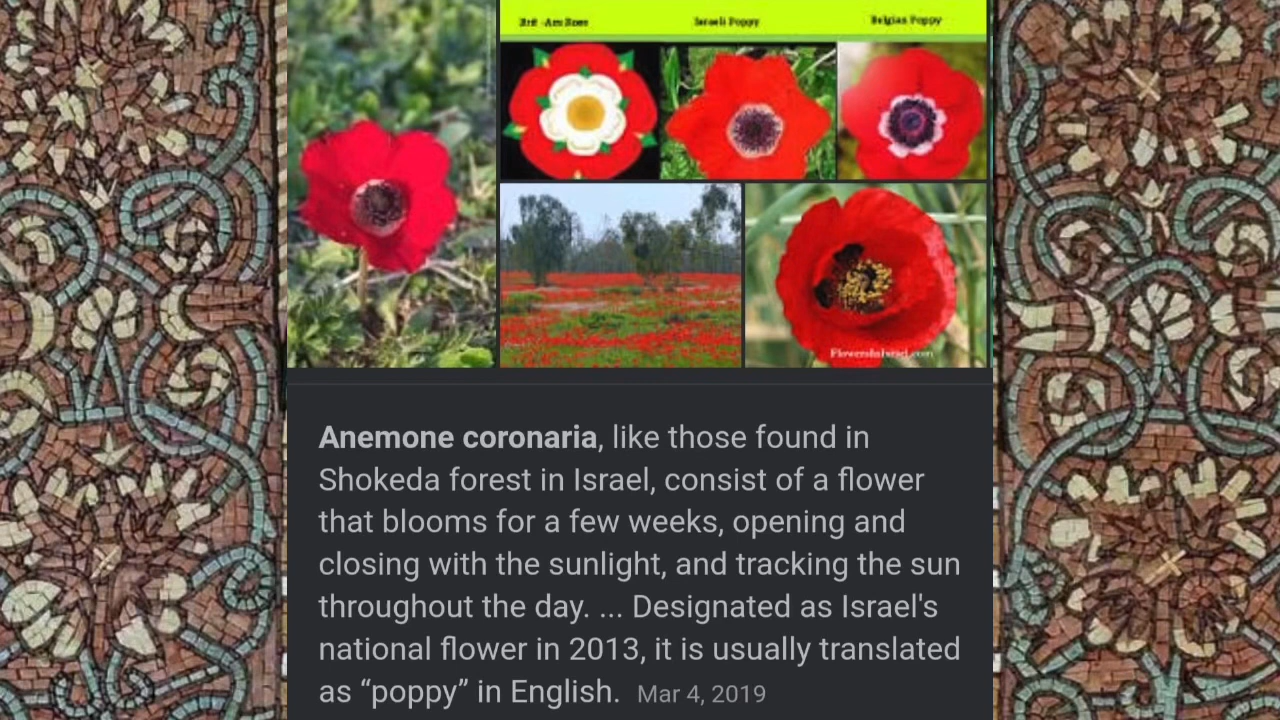 Israeli Poppy
Belgian Poppy
FlowersInIsrael.com
Anemone coronaria, like those found in
Shokeda forest in Israel, consist of a flower
that blooms for a few weeks, opening and
closing with the sunlight, and tracking the sun
throughout the day. ... Designated as Israel's
national flower in 2013, it is usually translated
as “poppy” in English. Mar 4, 2019